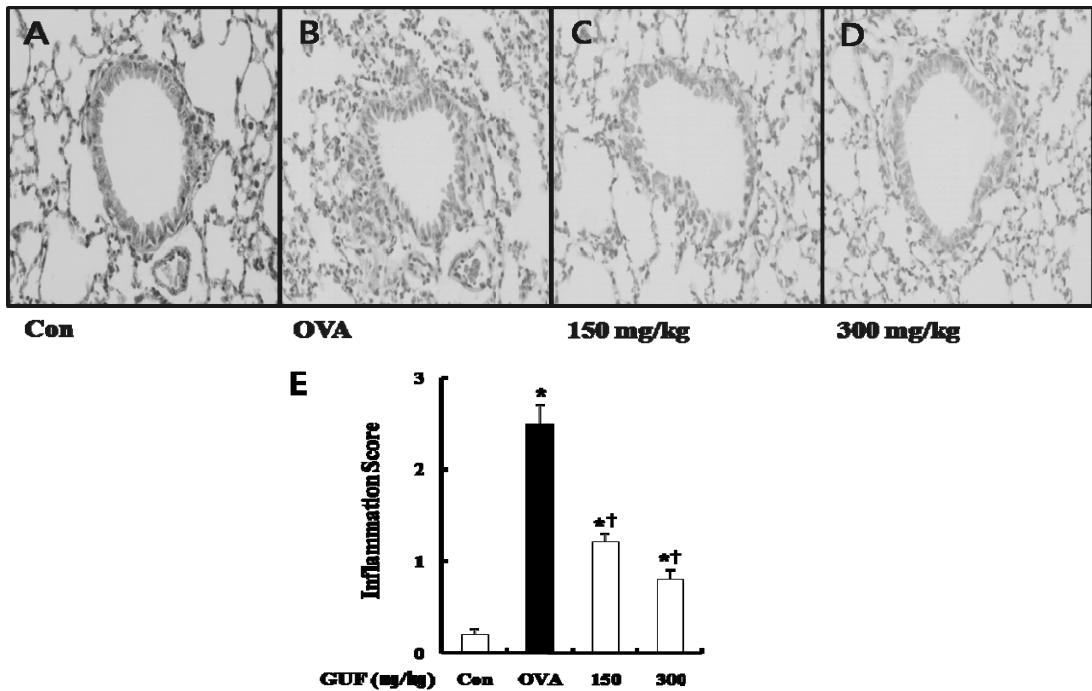 A B C D
Con OVA 150 mg/kg 300 mg/kg
E
3
2
1
0
Inflammation Score
*
*†
*†
GUF (mg/kg) Con OVA 150 300